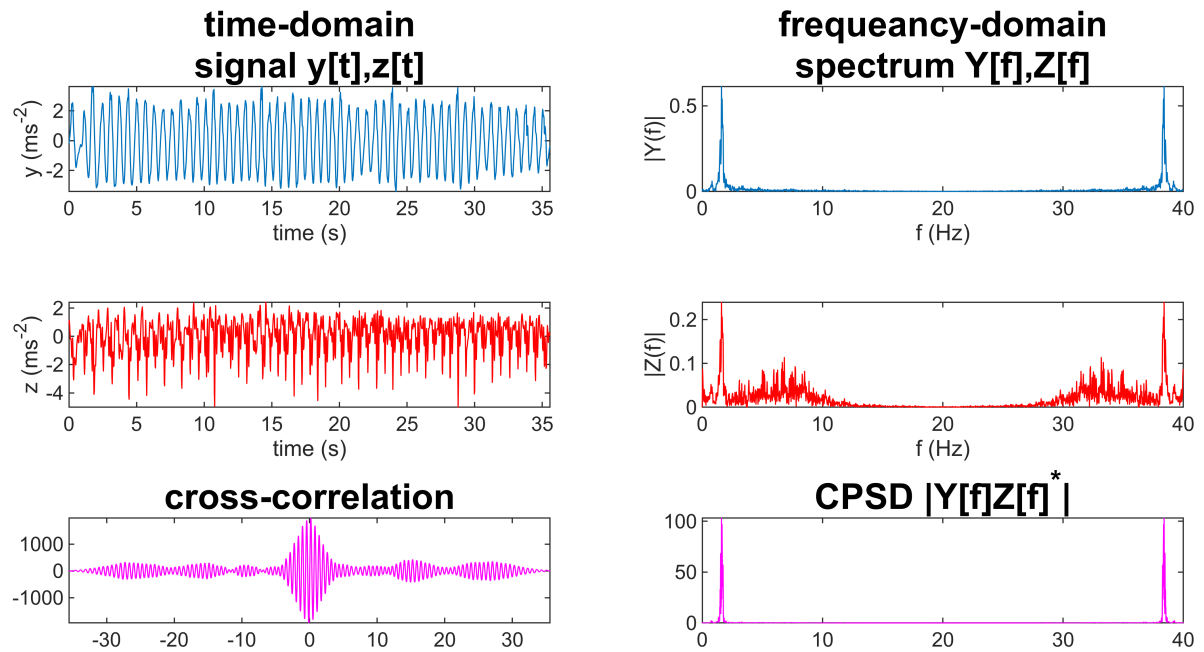 time-domain
signal y[t],z[t]
frequeancy-domain
spectrum Y[f],Z[f]
y (ms-2)
2
0
-2
0 5 10 15 20 25 30 35
time (s)
|Y(f)|
0.5
0
0 10 20 30 40
f (Hz)
z (ms-2)
2
0
-2
-4
0 5 10 15 20 25 30 35
time (s)
|Z(f)|
0.2
0.1
0
0 10 20 30 40
f (Hz)
cross-correlation
1000
0
-1000
-30 -20 -10 0 10 20 30
CPSD |Y[f]Z[f]*|
100
50
0
0 10 20 30 40